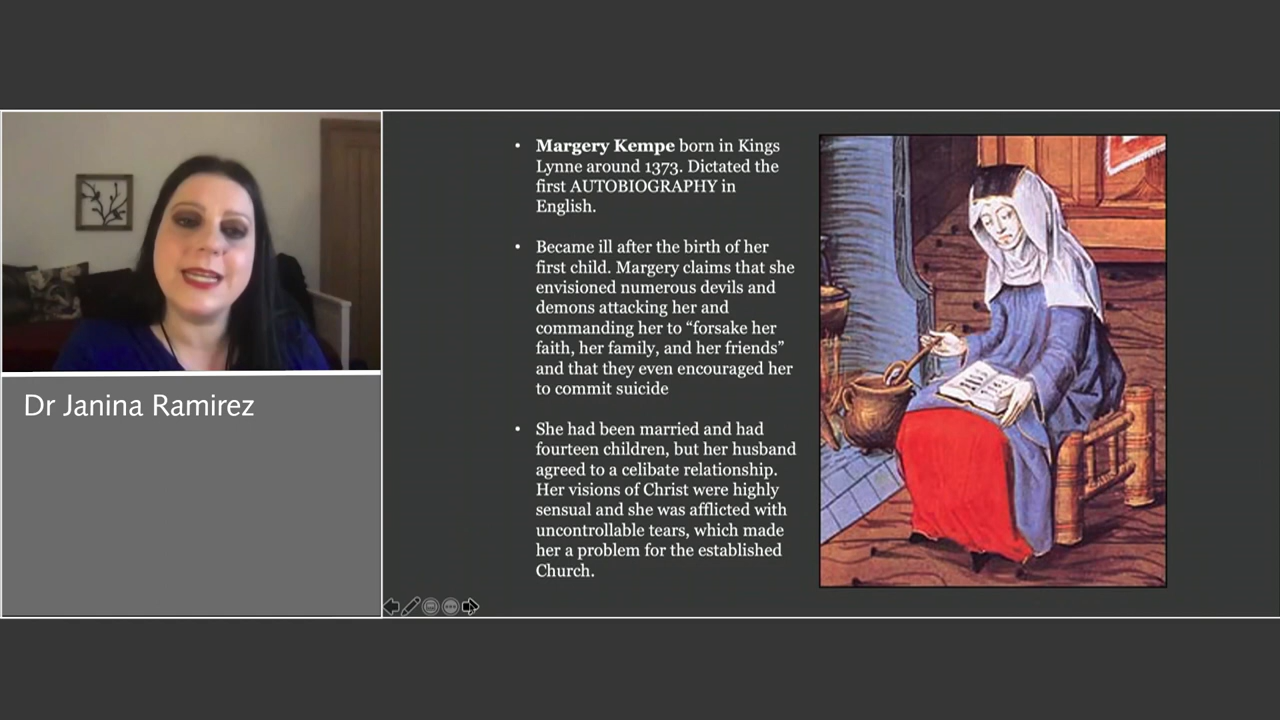 Dr Janina Ramirez
• Margery Kempe born in Kings
Lynne around 1373. Dictated the
first AUTOBIOGRAPHY in
English.
• Became ill after the birth of her
first child. Margery claims that she
envisioned numerous devils and
demons attacking her and
commanding her to “forsake her
faith, her family, and her friends”
and that they even encouraged her
to commit suicide
• She had been married and had
fourteen children, but her husband
agreed to a celibate relationship.
Her visions of Christ were highly
sensual and she was afflicted with
uncontrollable tears, which made
her a problem for the established
Church.